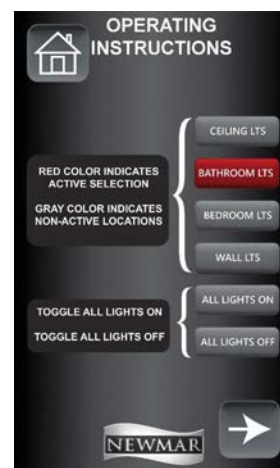 OPERATING
INSTRUCTIONS
CEILING LTS
RED COLOR INDICATES
ACTIVE SELECTION
BATHROOM LTS
GRAY COLOR INDICATES
NON-ACTIVE LOCATIONS
BEDROOM LTS
WALL LTS
TOGGLE ALL LIGHTS ON
ALL LIGHTS ON
TOGGLE ALL LIGHTS OFF
ALL LIGHTS OFF
NEWMAR